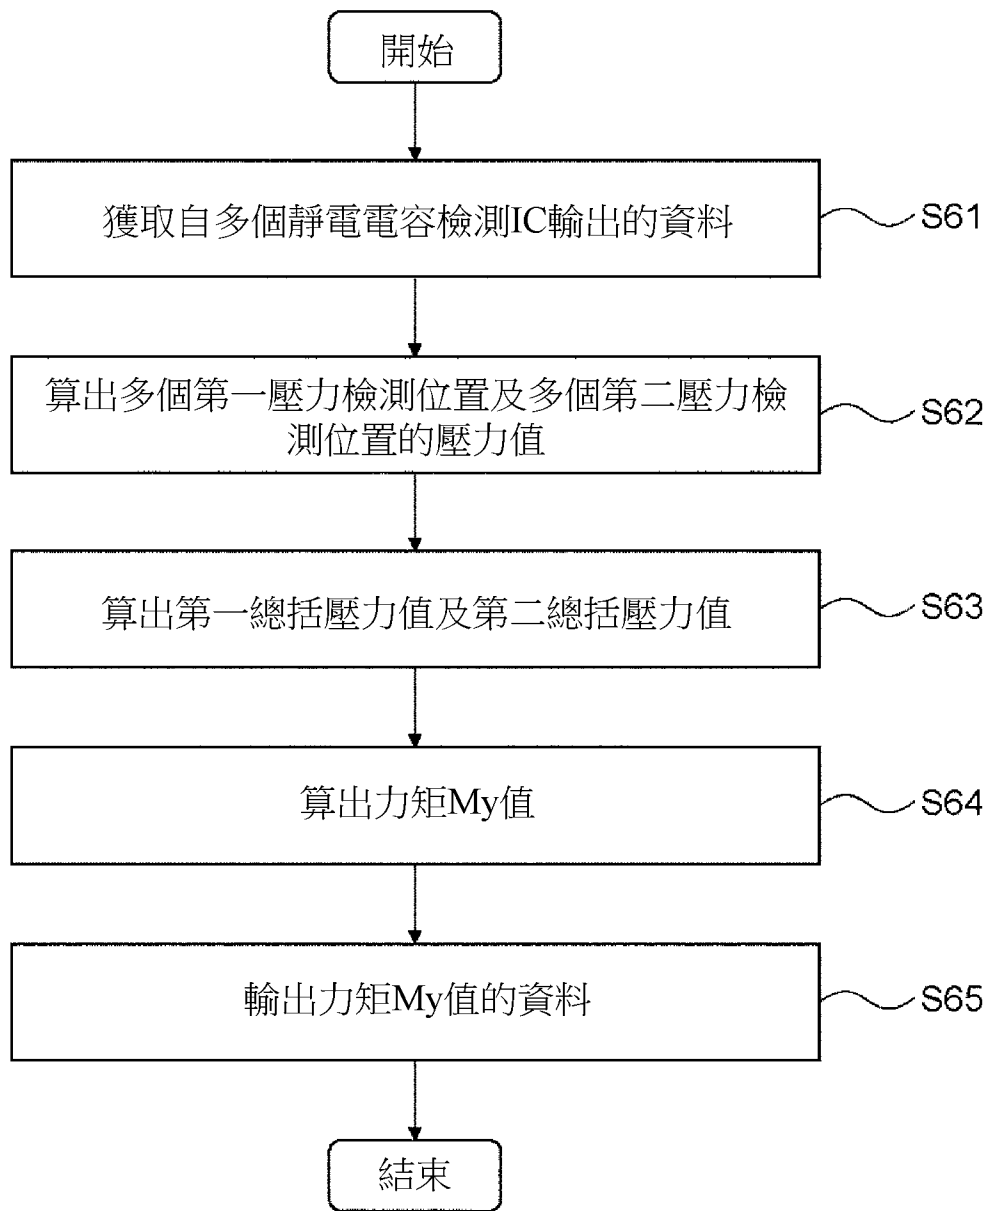 開始
獲取自多個靜電電容檢測IC輸出的資料
S61
算出多個第一壓力檢測位置及多個第二壓力檢
測位置的壓力值
S62
算出第一總括壓力值及第二總括壓力值
S63
算出力矩My值
S64
輸出力矩My值的資料
S65
結束